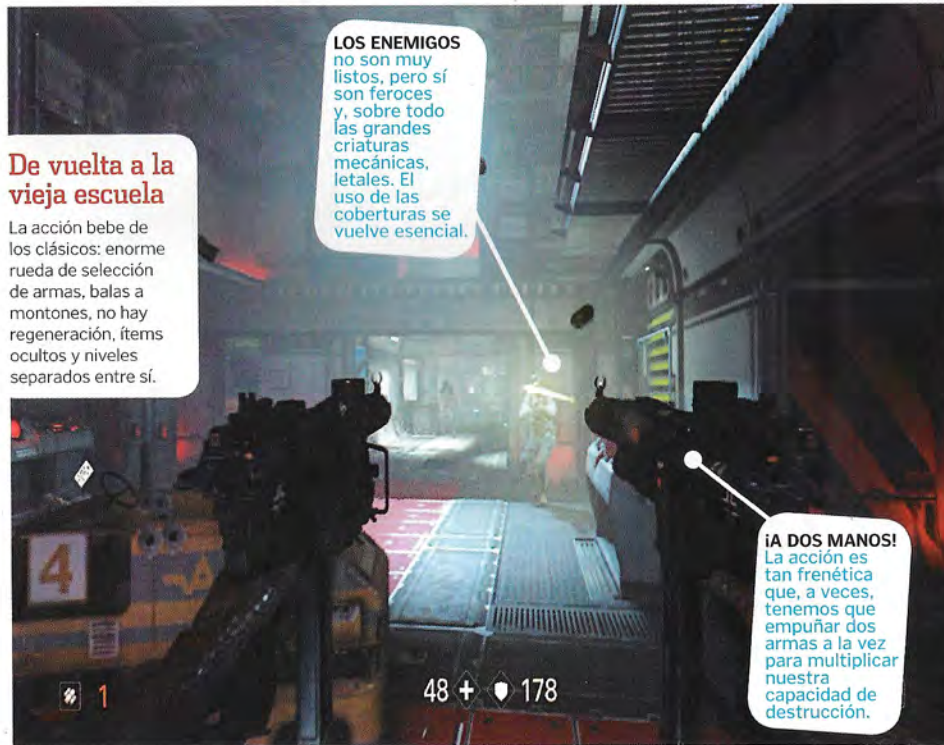 LOS ENEMIGOS
no son muy
listos, pero sí
son feroces
y, sobre todo
las grandes
criaturas
mecánicas,
letales. El
uso de las
coberturas se
vuelve esencial.
De vuelta a la
vieja escuela
La acción bebe de
los clásicos: enorme
rueda de selección
de armas, balas a
montones, no hay
regeneración, ítems
ocultos y niveles
separados entre sí.
¡A DOS MANOS!
La acción es
tan frenética
que, a veces,
tenemos que
empuñar dos
armas a la vez
para multiplicar
nuestra
capacidad de
destrucción.
4
1
48 178